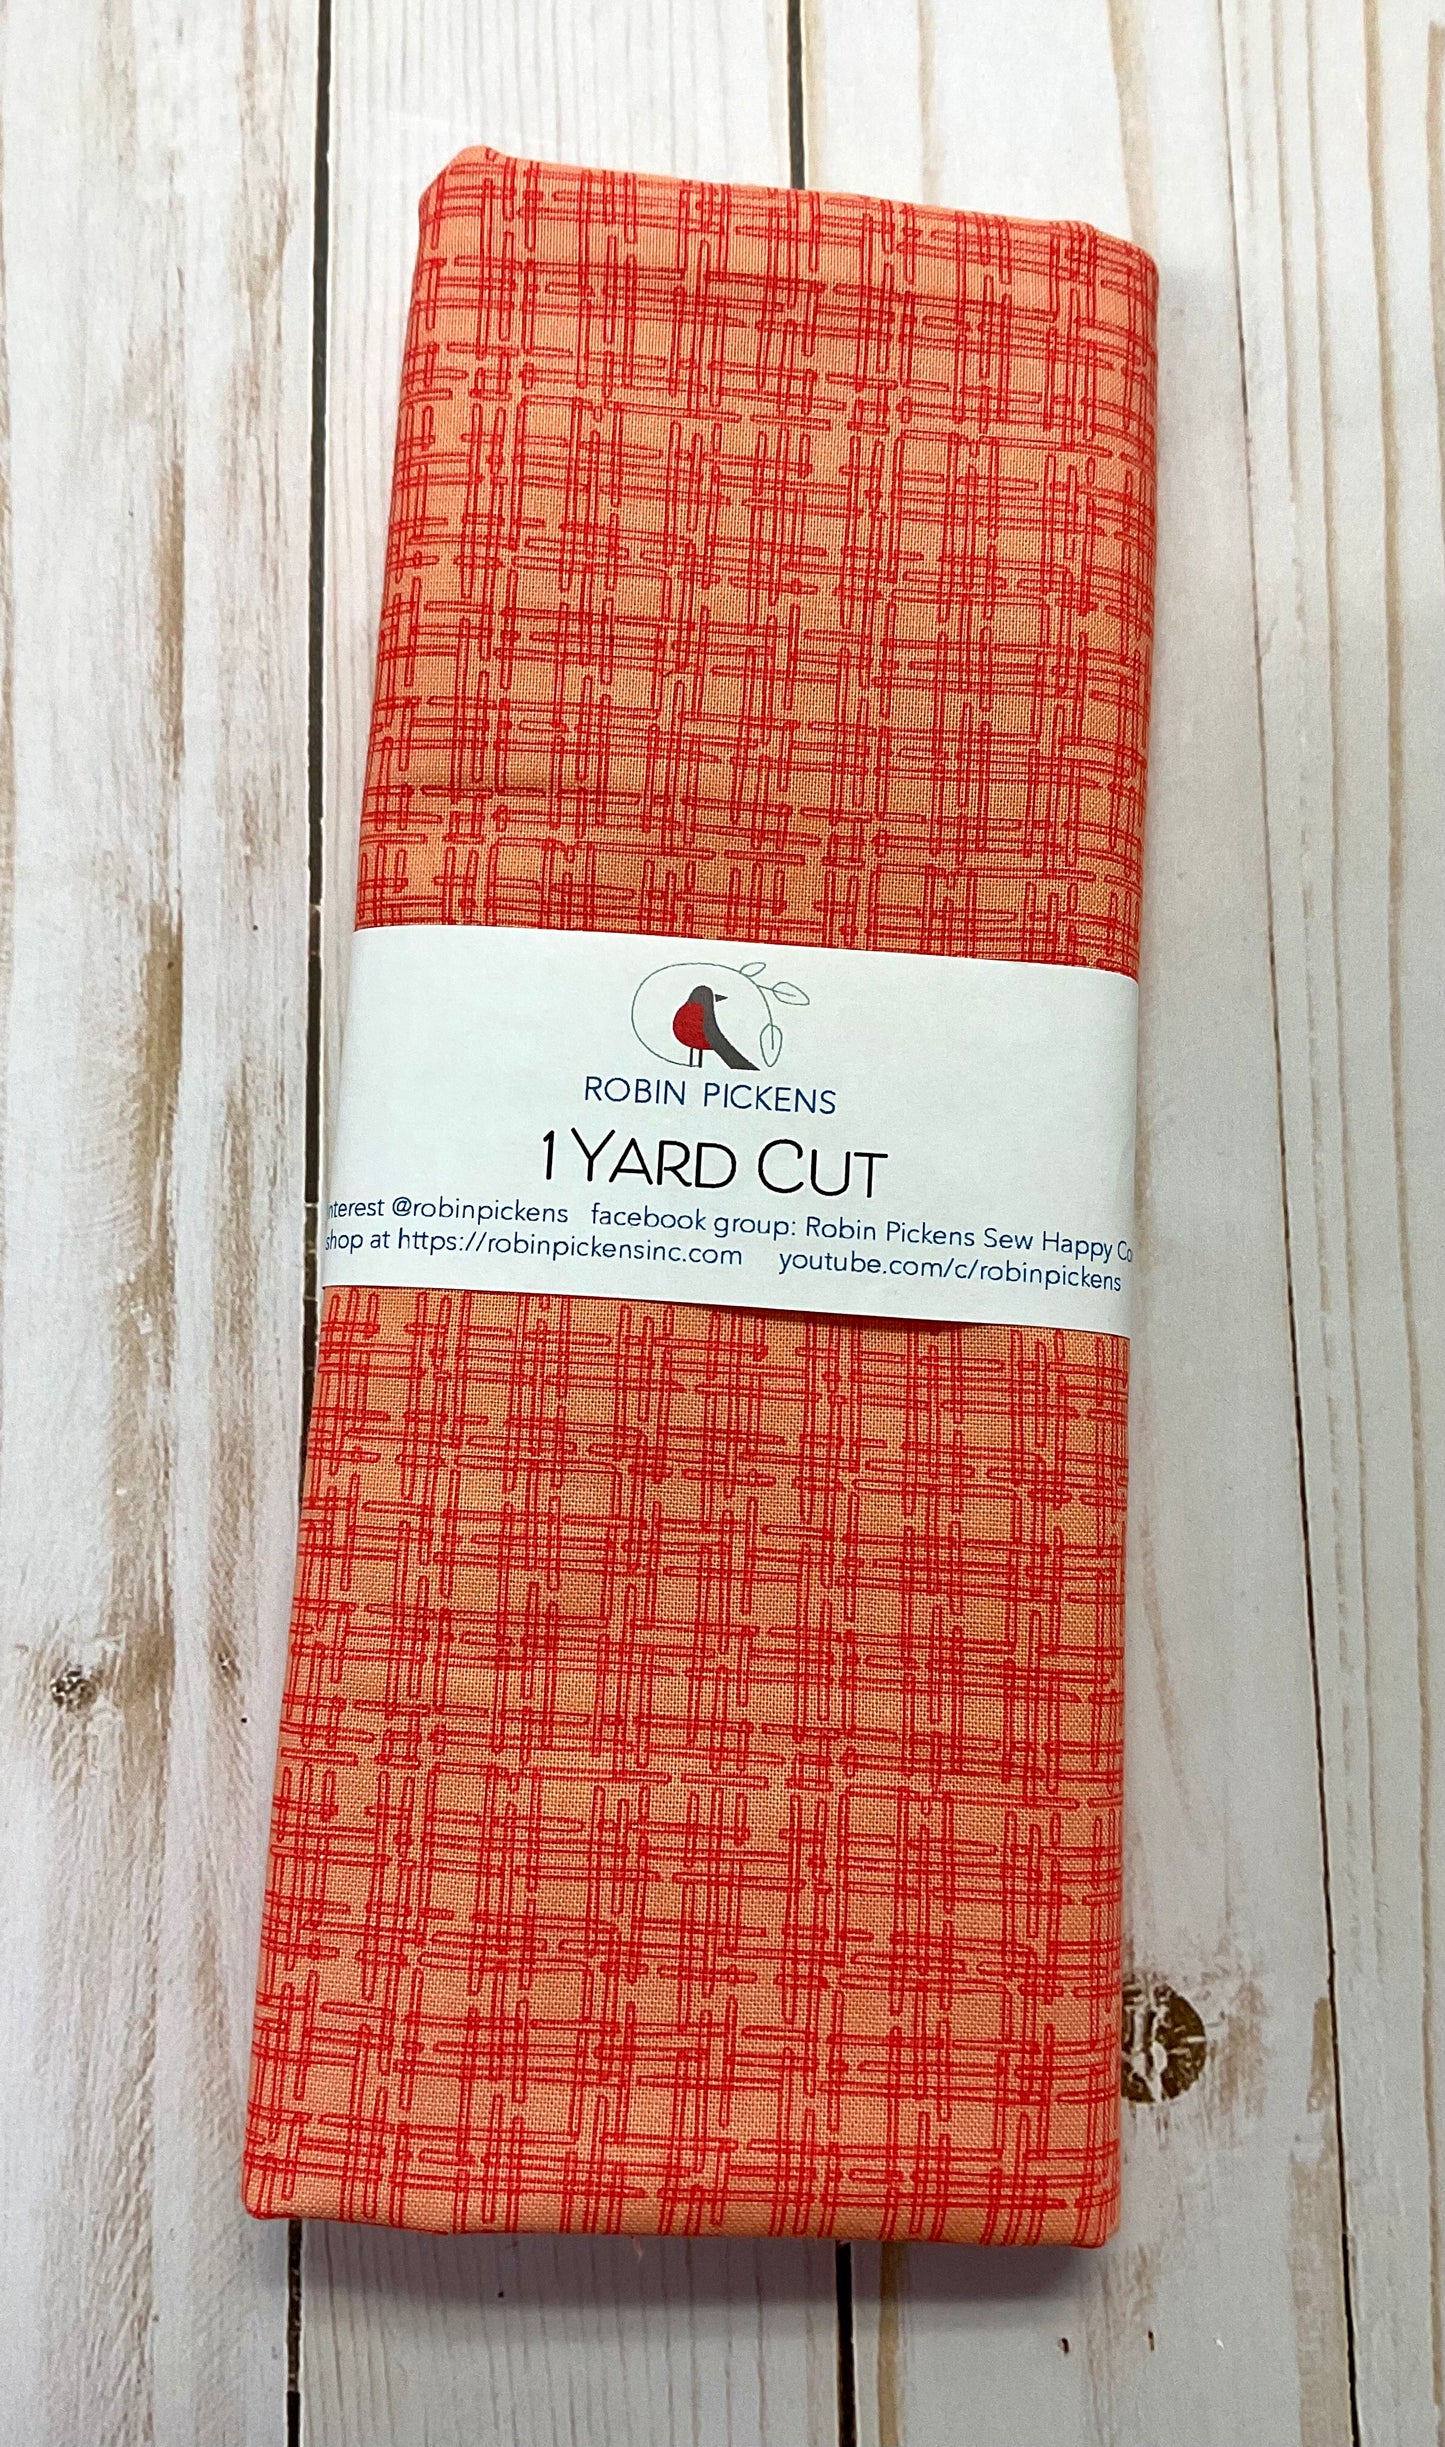 ROBIN PICKENS
1 YARD CUT
@robinpickens facebook group: Robin Pickens Sew Happy
shop at https://robinpickensinc.com youtube.com/c/robinpickens